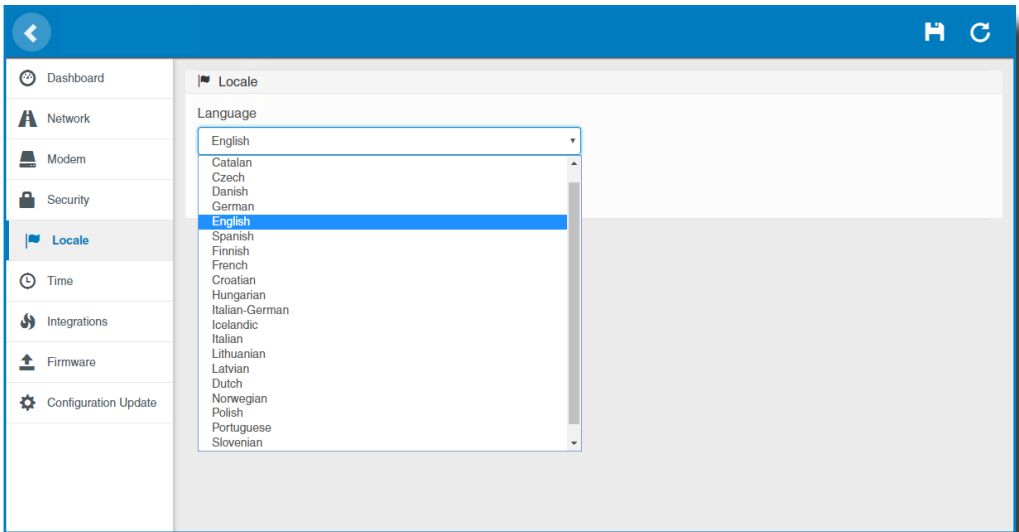 Dashboard
Network
Modem
Security
Locale
Time
Integrations
Firmware
Configuration Update
Locale
Language
English
Catalan
Czech
Danish
German
English
Spanish
Finnish
French
Croatian
Hungarian
Italian-German
Icelandic
Italian
Lithuanian
Latvian
Dutch
Norwegian
Polish
Portuguese
Slovenian